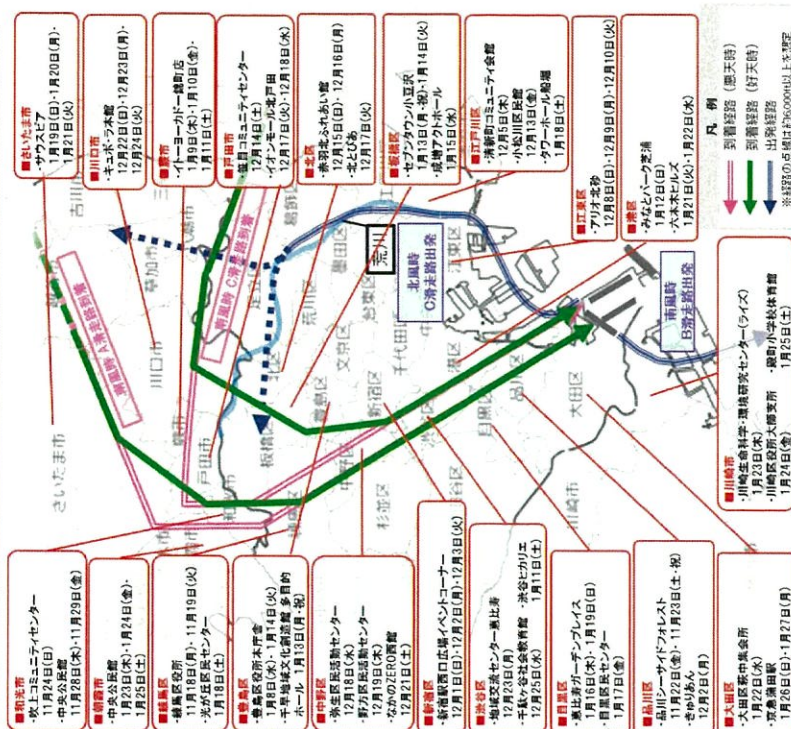 ■さいたま市
・サウスピア
1月19日(日)・1月20日(月)・
1月21日(火)
■川口市
・キュポ・ラ本館
12月22日(日)・12月23日(月)・
12月24日(火)
■蕨市
・イトーヨーカドー錦町店
1月9日(木)・1月10日(金)・
1月11日(土)
■戸田市
・笹目コミュニティセンター
12月14日(土)
・イオンモール北戸田
12月17日(火)・12月18日(水)
■北区
・赤羽北ふれあい館
12月15日(日)・12月16日(月)
・北とぴあ
12月17日(火)
■板橋区
・セブンタウン小豆沢
1月13日(月・祝)・1月14日(火)
・成増アクトホール
1月15日(水)
■江戸川区
・清新町コミュニティ会館
12月5日(木)
・小松川区民館
12月13日(金)
・タワーホール船堀
1月18日(土)
■江東区
・アリオ北砂
12月8日(日)・12月9日(月)・12月10日(火)
■港区
・みなとパーク芝浦
1月12日(日)
・六本木ヒルズ
1月21日(火)・1月22日(水)
凡 例
到着経路 (悪天時)
到着経路 (好天時)
出発経路
さいたま市
川口市
草加市
戸田市
蕨市
板橋区
北区
荒川区
足立
葛飾区
豊島区
文京区
台東区
墨田区
荒川
中野区
新宿区
千代田区
江東区
杉並区
渋谷区
港区
目黒区
品川区
大田区
川崎市
南風時 A滑走路到着
南風時 C滑走路到着
北風時
C滑走路出発
南風時
B滑走路出発
■和光市
・吹上コミュニティセンター
11月24日(日)
・中央公民館
11月28日(木)・11月29日(金)
■朝霞市
・中央公民館
1月23日(木)・1月24日(金)・
1月25日(土)
■練馬区
・練馬区役所
11月18日(月)・11月19日(火)
・光が丘区民センター
1月18日(土)
■豊島区
・豊島区役所本庁舎
1月8日(水)・1月14日(火)
・千早地域文化創造館 多目的
ホール 1月13日(月・祝)
■中野区
・弥生区民活動センター
12月18日(水)
・野方区民活動センター
12月19日(木)
・なかのZERO西館
12月21日(土)
■新宿区
・新宿駅西口広場イベントコーナー
12月1日(日)・12月2日(月)・12月3日(火)
■渋谷区
・地域交流センター恵比寿
12月23日(月)
・千駄ヶ谷社会教育館
12月25日(水)
・渋谷ヒカリエ
1月11日(土)
■目黒区
・恵比寿ガーデンプレイス
1月16日(木)・1月19日(日)
・目黒区民センター
1月17日(金)
■品川区
・品川シーサイドフォレスト
11月22日(金)・11月23日(土・祝)
・きゅりあん
12月2日(月)
■大田区
・大田区萩中集会所
1月22日(水)
・京急蒲田駅
1月26日(日)・1月27日(月)
■川崎市
・川崎生命科学・環境研究センター(ライズ)
1月23日(木)
・川崎区役所大師支所
1月24日(金)
・殿町小学校体育館
1月25日(土)